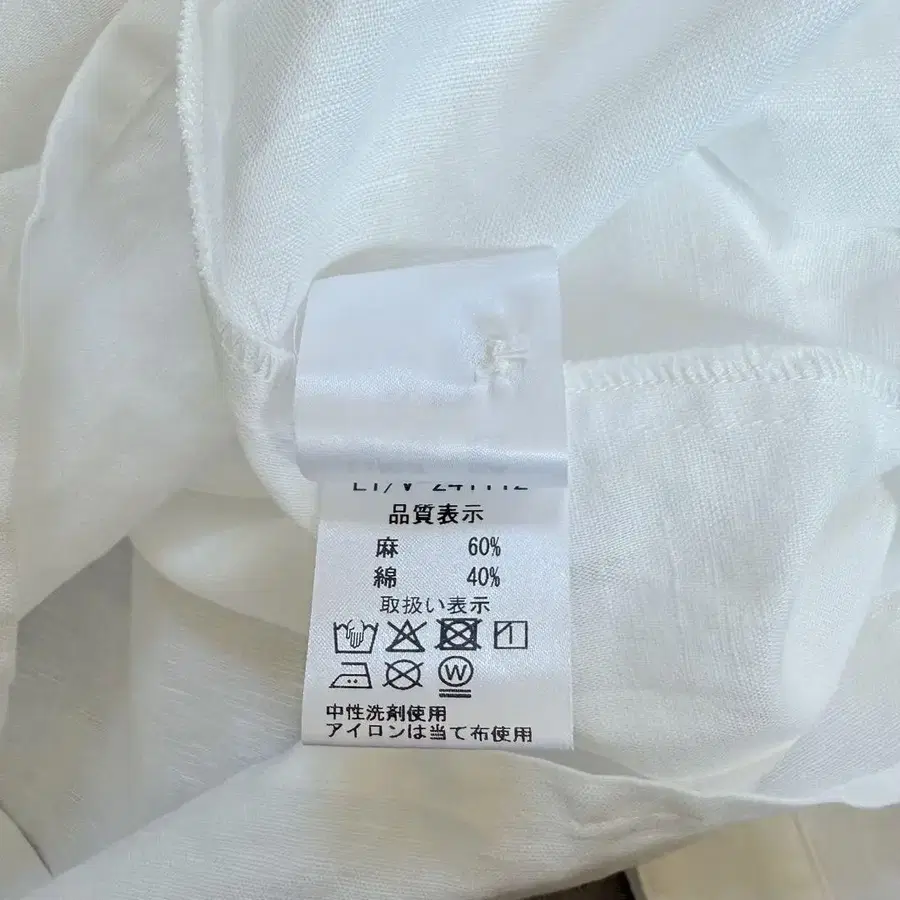 品質表示
麻 60%
綿 40%
取扱い表示
W
中性洗剤使用
アイロンは当て布使用